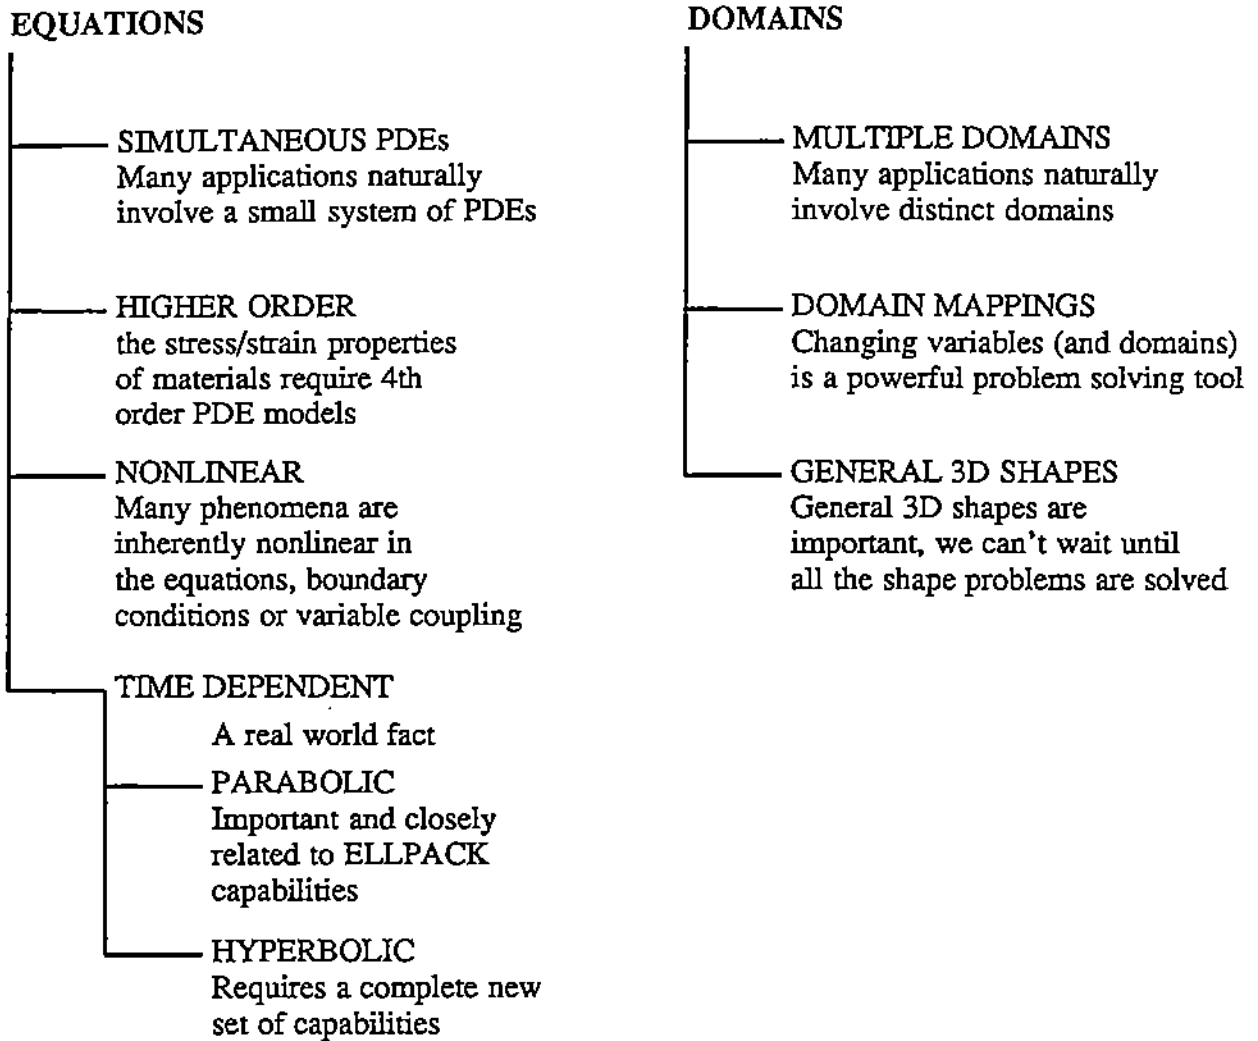 EQUATIONS
SIMULTANEOUS PDEs
Many applications naturally
involve a small system of PDEs
HIGHER ORDER
the stress/strain properties
of materials require 4th
order PDE models
NONLINEAR
Many phenomena are
inherently nonlinear in
the equations, boundary
conditions or variable coupling
TIME DEPENDENT
A real world fact
PARABOLIC
Important and closely
related to ELLPACK
capabilities
HYPERBOLIC
Requires a complete new
set of capabilities
DOMAINS
MULTIPLE DOMAINS
Many applications naturally
involve distinct domains
DOMAIN MAPPINGS
Changing variables (and domains)
is a powerful problem solving tool
GENERAL 3D SHAPES
General 3D shapes are
important, we can't wait until
all the shape problems are solved